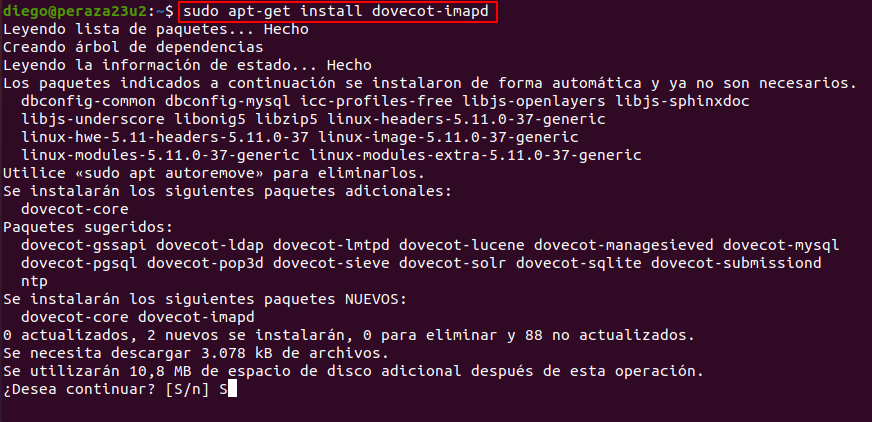 diego@peraza23u2:~$ sudo apt-get install dovecot-imapd
Leyendo lista de paquetes... Hecho
Creando árbol de dependencias
Leyendo la información de estado... Hecho
Los paquetes indicados a continuación se instalaron de forma automática y ya no son necesarios.
  dbconfig-common dbconfig-mysql icc-profiles-free libjs-openlayers libjs-sphinxdoc
  libjs-underscore libonig5 libzip5 linux-headers-5.11.0-37-generic
  linux-hwe-5.11-headers-5.11.0-37 linux-image-5.11.0-37-generic
  linux-modules-5.11.0-37-generic linux-modules-extra-5.11.0-37-generic
Utilice «sudo apt autoremove» para eliminarlos.
Se instalarán los siguientes paquetes adicionales:
  dovecot-core
Paquetes sugeridos:
  dovecot-gssapi dovecot-ldap dovecot-lmtpd dovecot-lucene dovecot-managesieved dovecot-mysql
  dovecot-pgsql dovecot-pop3d dovecot-sieve dovecot-solr dovecot-sqlite dovecot-submissiond
  ntp
Se instalarán los siguientes paquetes NUEVOS:
  dovecot-core dovecot-imapd
0 actualizados, 2 nuevos se instalarán, 0 para eliminar y 88 no actualizados.
Se necesita descargar 3.078 kB de archivos.
Se utilizarán 10,8 MB de espacio de disco adicional después de esta operación.
¿Desea continuar? [S/n] S